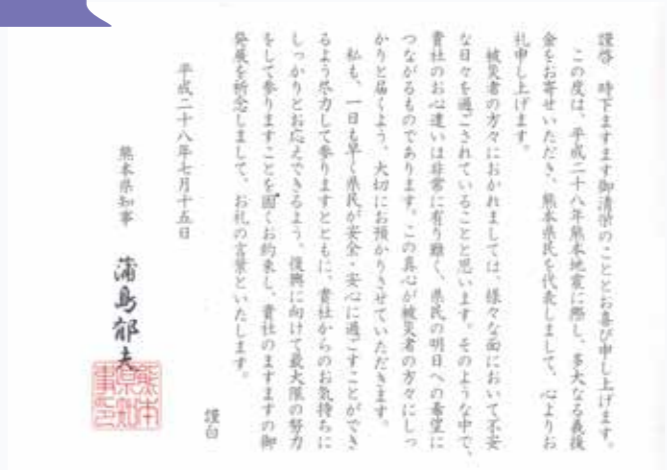 謹啓　時下ますます御清栄のこととお喜び申し上げます。
この度は、平成二十八年熊本地震に際し、多大なる義援
金をお寄せいただき、熊本県民を代表しまして、心よりお
礼申し上げます。
被災者の方々におかれましては、様々な面において不安
な日々を過ごされていることと思います。そのような中で、
貴社のお心遣いは非常に有り難く、県民の明日への希望に
つながるものであります。この真心が被災者の方々にしっ
かりと届くよう、大切にお預かりさせていただきます。
私も、一日も早く県民が安全・安心に過ごすことができ
るよう尽力して参りますとともに、貴社からのお気持ちに
しっかりとお応えできるよう、復興に向けて最大限の努力
をして参りますことを固くお約束し、貴社のますますの御
発展を祈念しまして、お礼の言葉といたします。
謹白
平成二十八年七月十五日
熊本県知事　蒲島郁夫
熊本
県知
事印